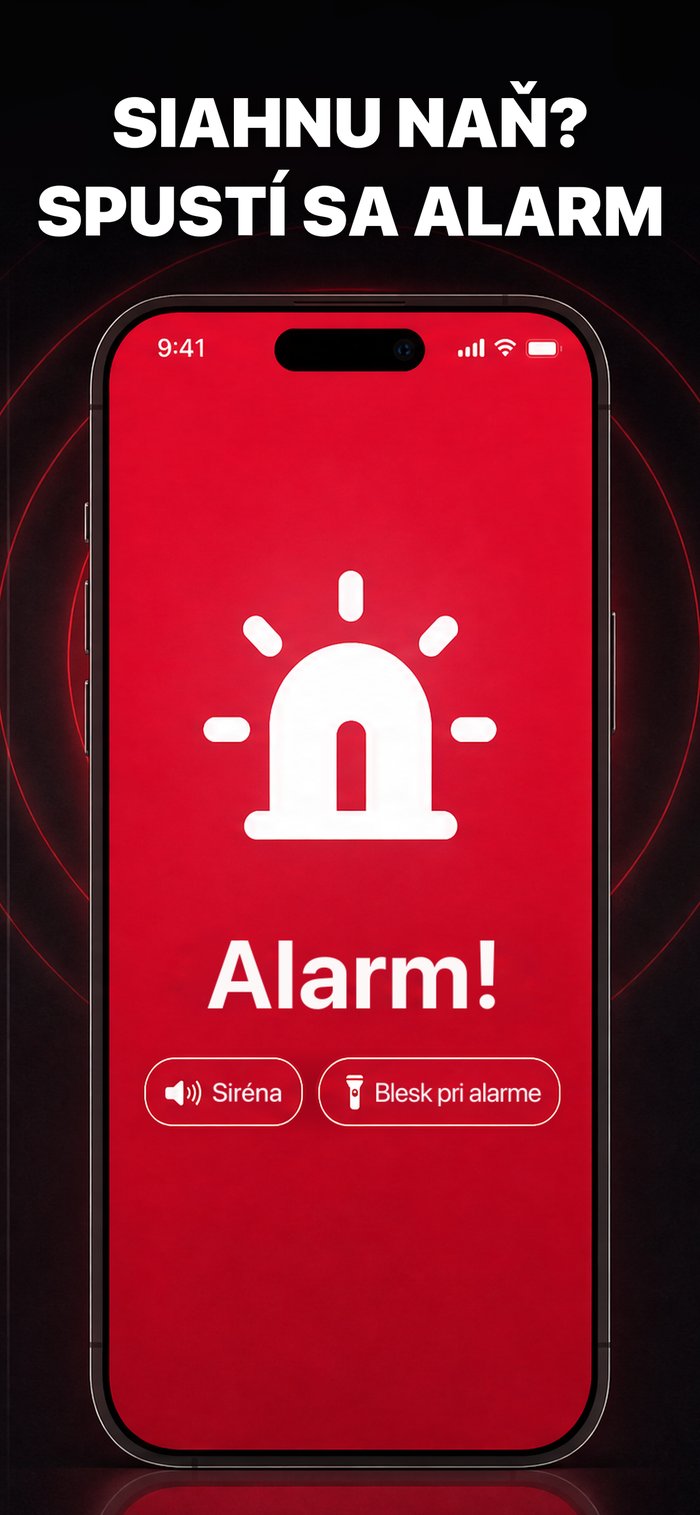 SIAHNU NAŇ?
SPUSTÍ SA ALARM
9:41
Alarm!
Siréna
Blesk pri alarme